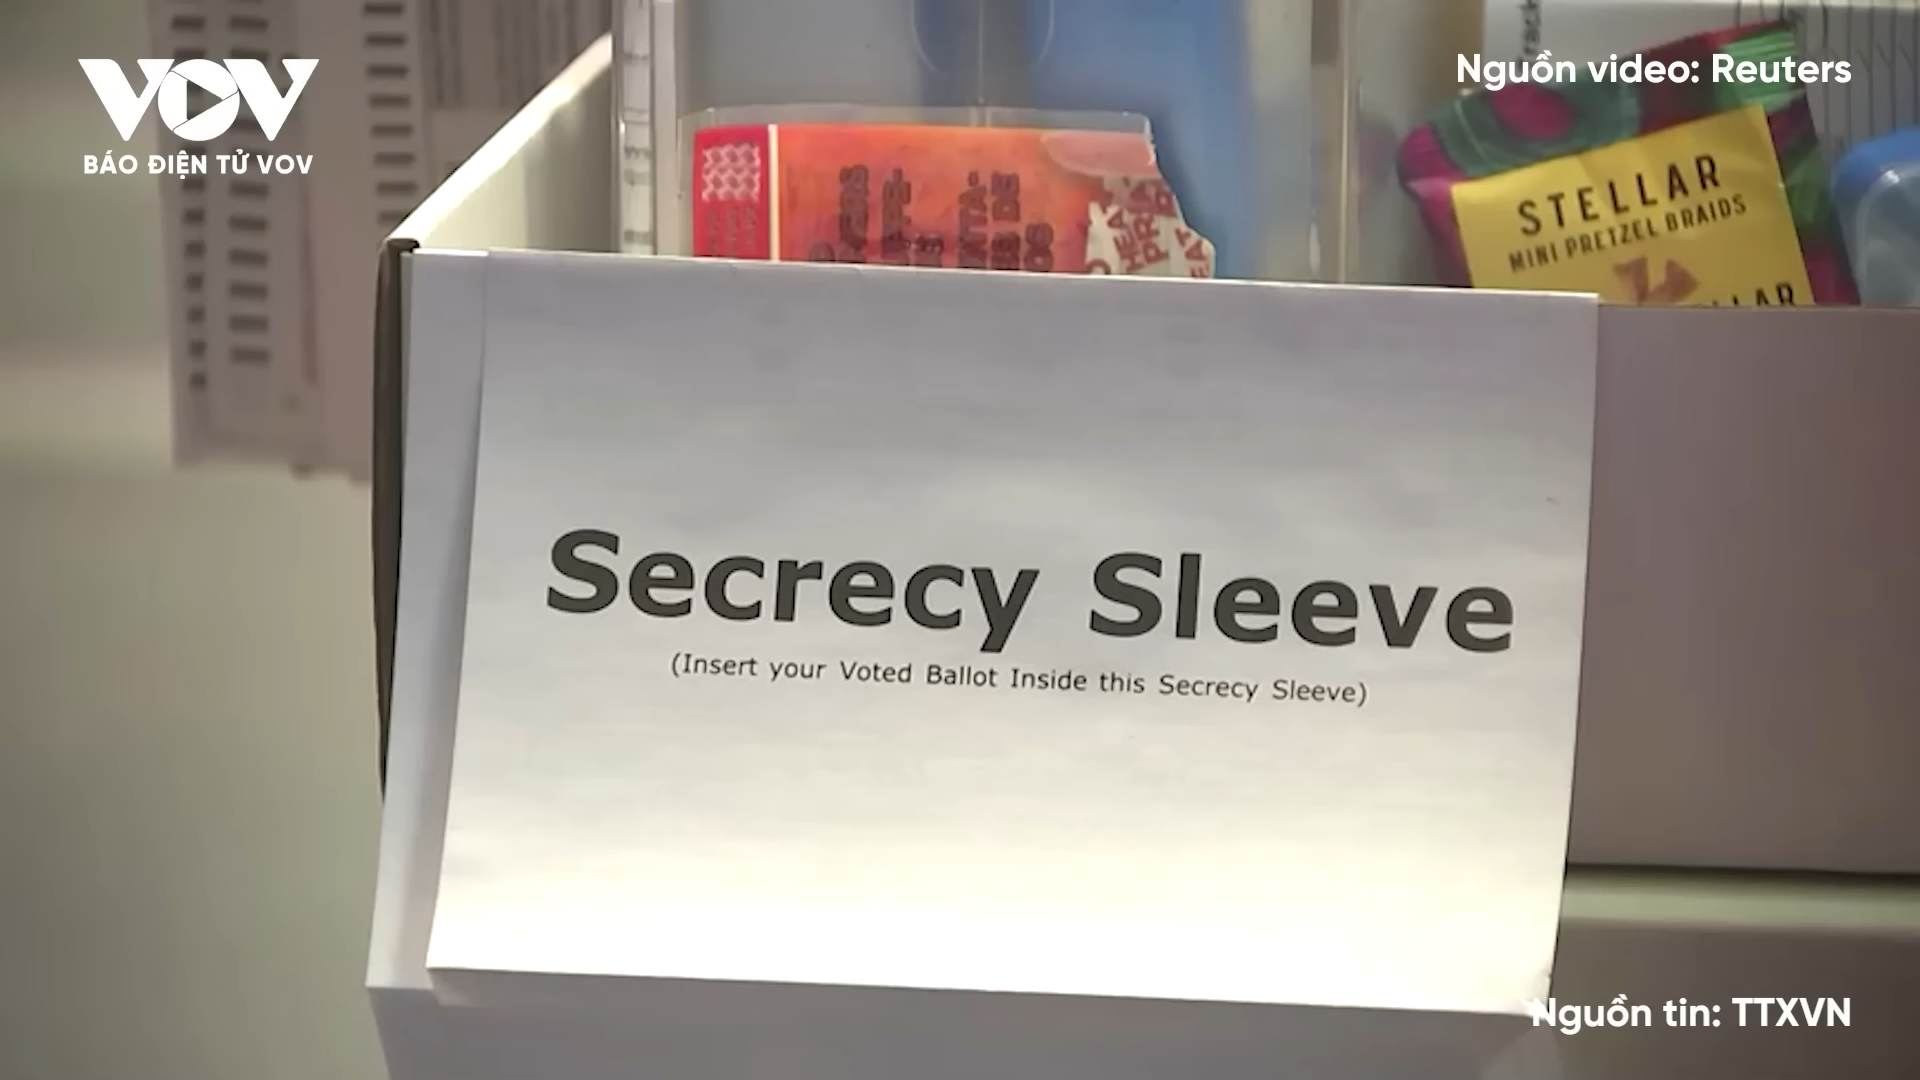 VOV
BÁO ĐIỆN TỬ VOV
Nguồn video: Reuters
STELLAR
MINI PRETZEL BRAIDS
Secrecy Sleeve
(Insert your Voted Ballot Inside this Secrecy Sleeve)
Nguồn tin: TTXVN